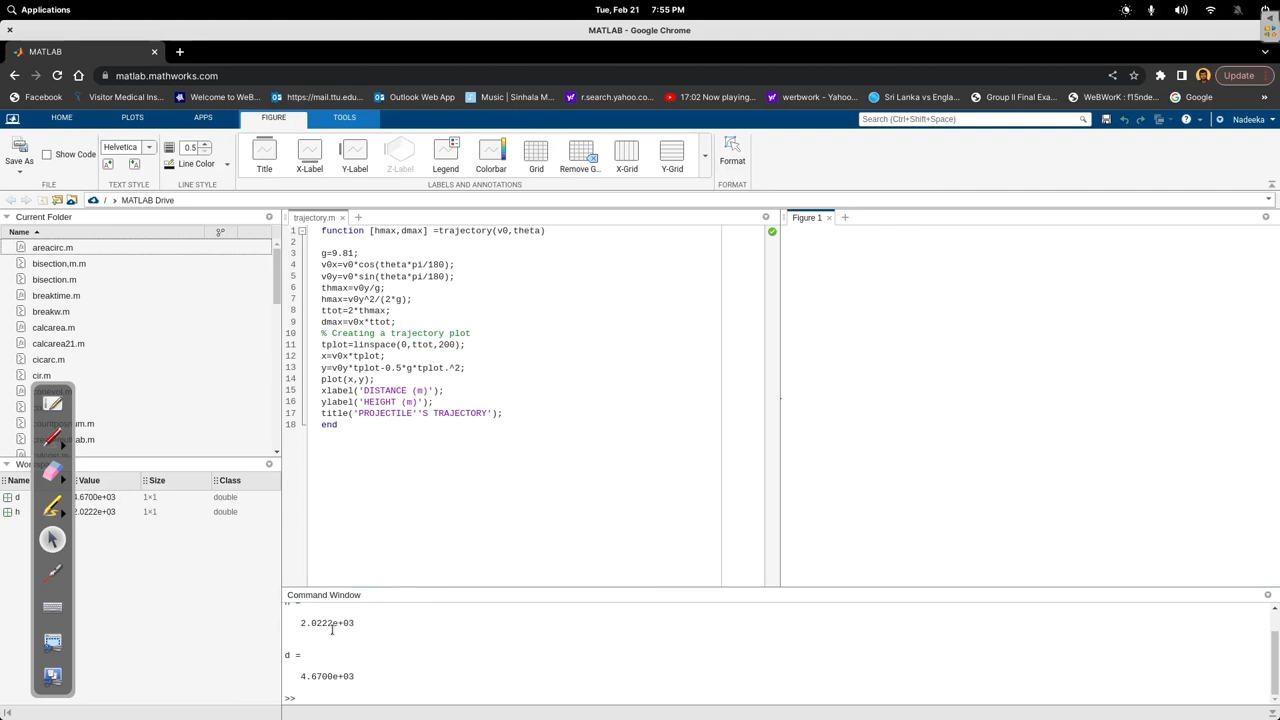 Applications
Tue, Feb 21 7:55 PM
MATLAB - Google Chrome
MATLAB
matlab.mathworks.com
Update
Facebook
Visitor Medical Ins...
Welcome to WeB...
https://mail.ttu.edu...
Outlook Web App
Music | Sinhala M...
r.search.yahoo.co...
17:02 Now playing...
werbwork - Yahoo...
Sri Lanka vs Engla...
Group II Final Exa...
WeBWorK : f15nde...
Google
HOME
PLOTS
APPS
FIGURE
TOOLS
Search (Ctrl+Shift+Space)
Nadeeka
Save As
Show Code
Helvetica
0.5
Line Color
Title
X-Label
Y-Label
Z-Label
Legend
Colorbar
Grid
Remove G...
X-Grid
Y-Grid
Format
FILE
TEXT STYLE
LINE STYLE
LABELS AND ANNOTATIONS
FORMAT
/ MATLAB Drive
Current Folder
Name
areacirc.m
bisection,m.m
bisection.m
breaktime.m
breakw.m
calcarea.m
calcarea21.m
cicarc.m
cir.m
Name
Value
Size
Class
d
4.6700e+03
1×1
double
h
2.0222e+03
1×1
double
trajectory.m
1 function [hmax,dmax] =trajectory(v0,theta)
2
3 g=9.81;
4 v0x=v0*cos(theta*pi/180);
5 v0y=v0*sin(theta*pi/180);
6 thmax=v0y/g;
7 hmax=v0y^2/(2*g);
8 ttot=2*thmax;
9 dmax=v0x*ttot;
10 % Creating a trajectory plot
11 tplot=linspace(0,ttot,200);
12 x=v0x*tplot;
13 y=v0y*tplot-0.5*g*tplot.^2;
14 plot(x,y);
15 xlabel('DISTANCE (m)');
16 ylabel('HEIGHT (m)');
17 title('PROJECTILE''S TRAJECTORY');
18 end
Figure 1
Command Window
2.0222e+03
d =
4.6700e+03
>>